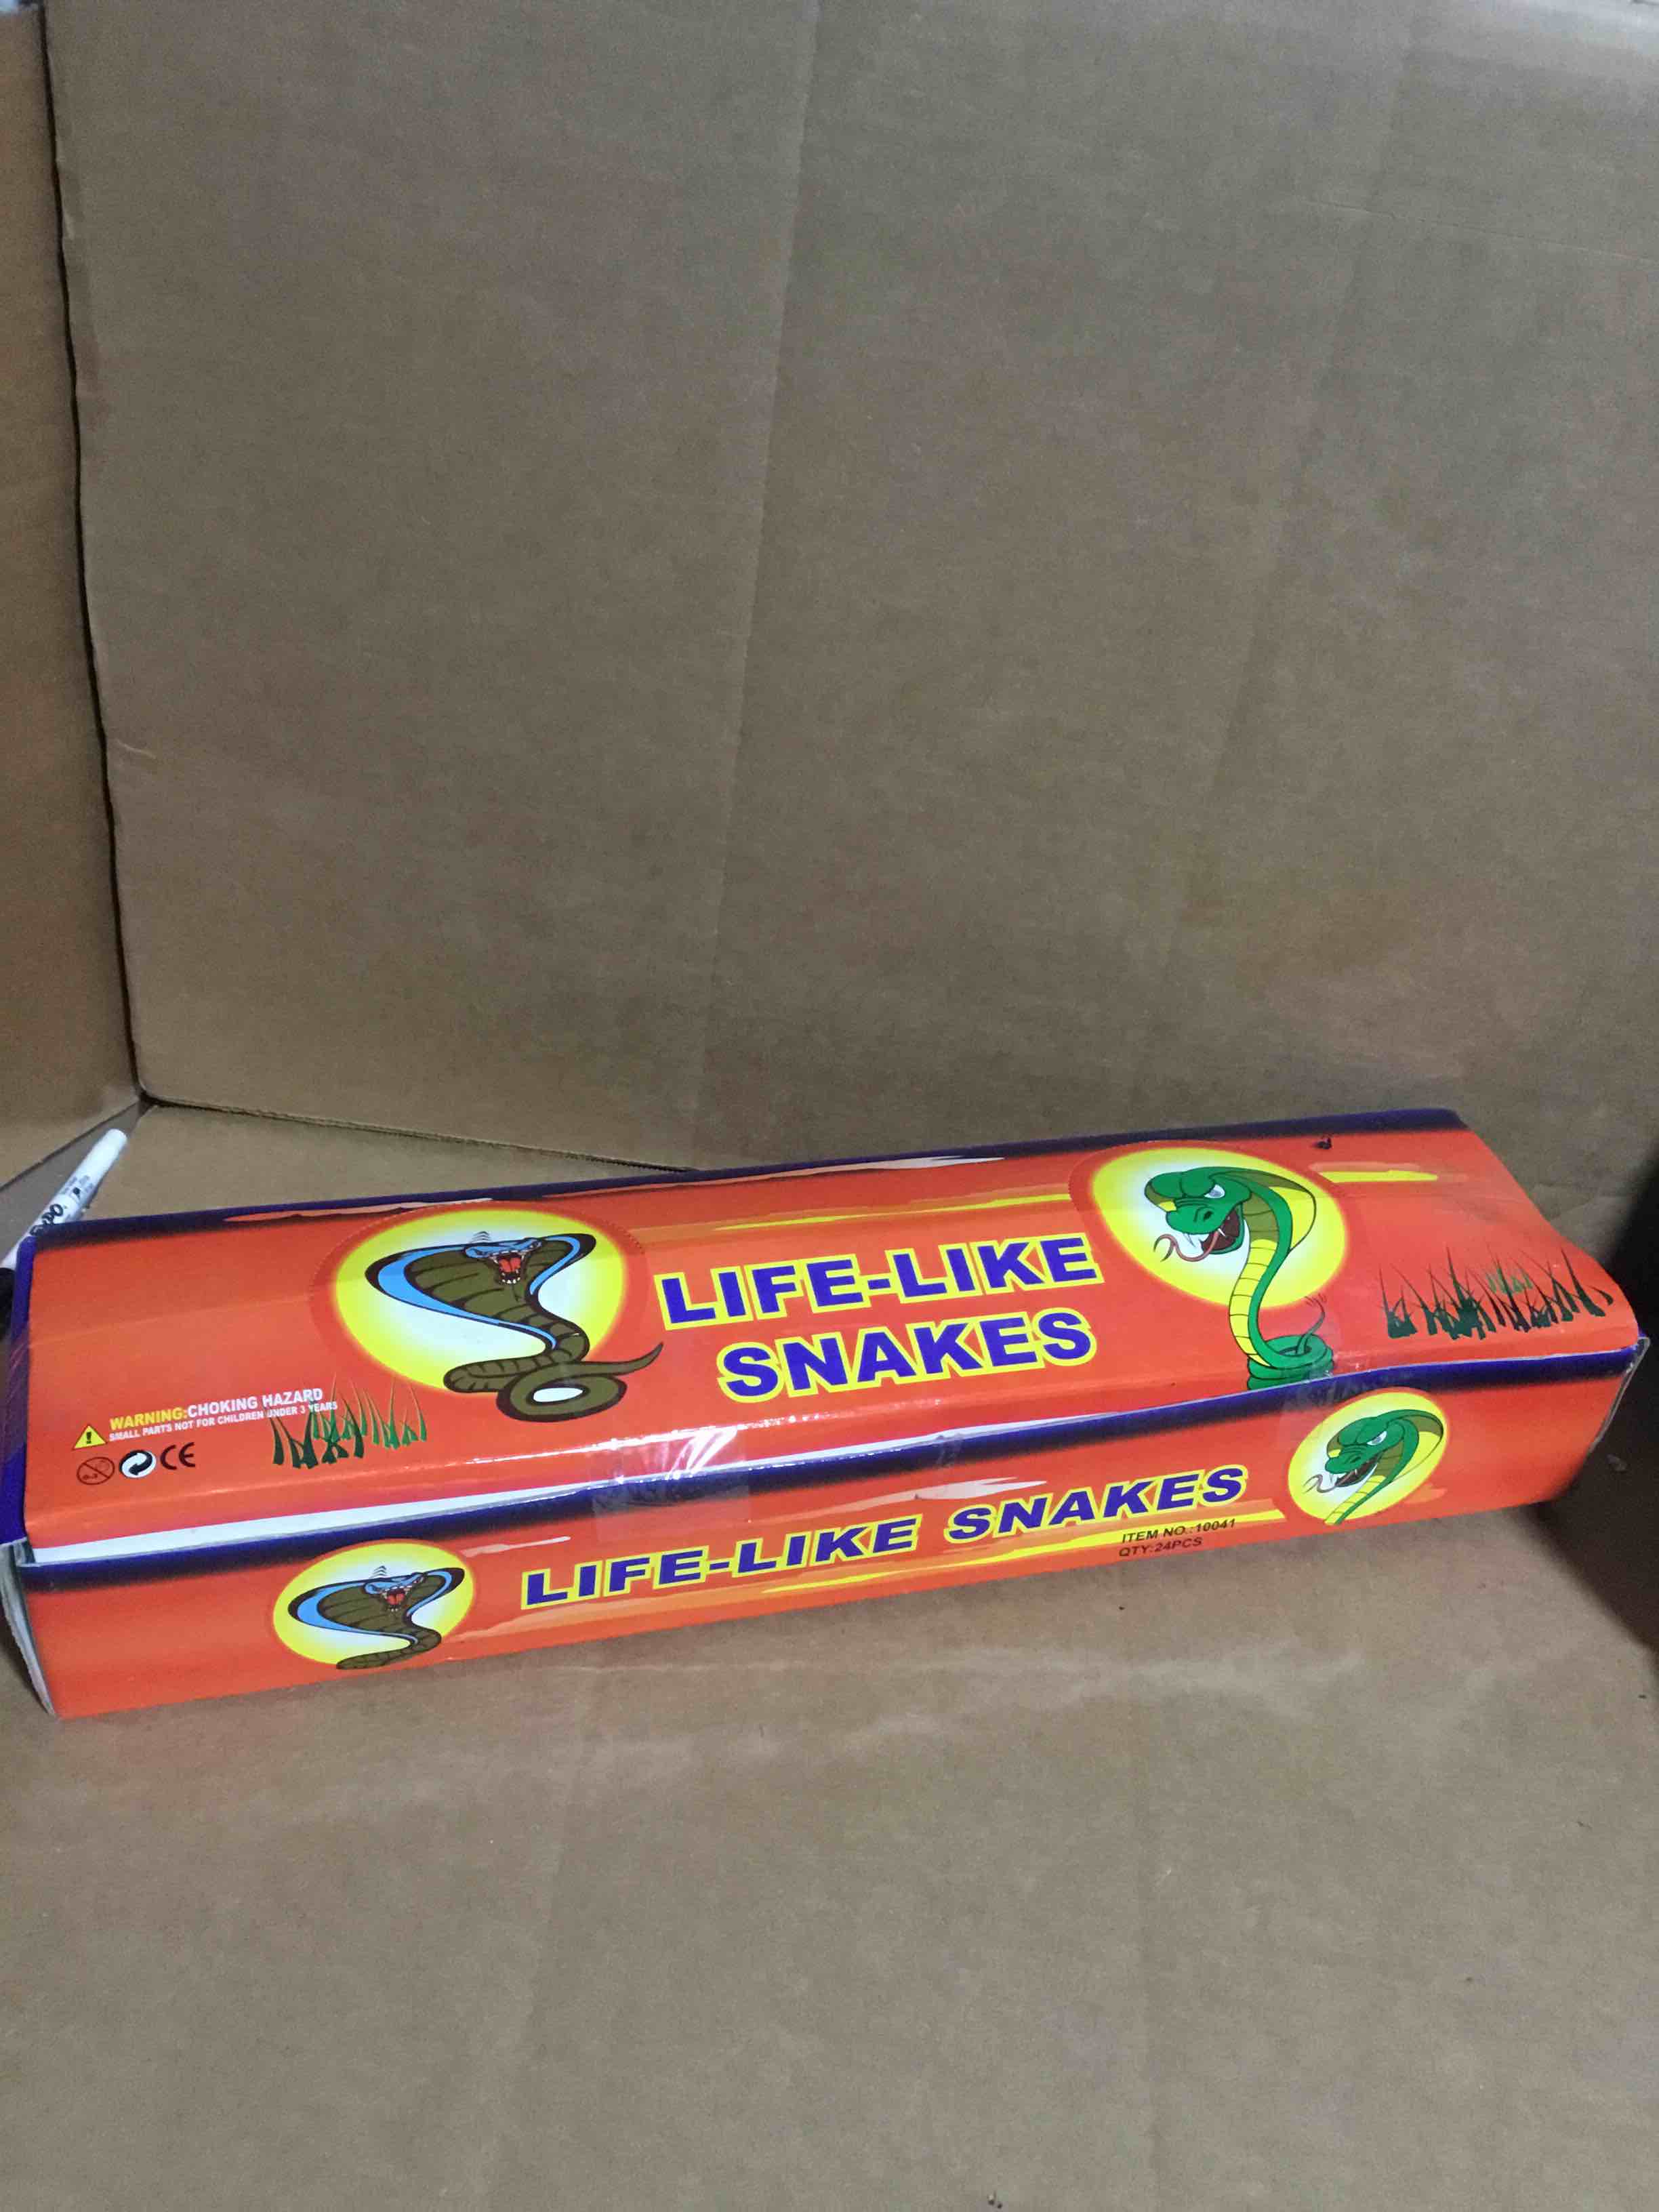 LIFE-LIKE
SNAKES
WARNING:CHOKING HAZARD
SMALL PARTS NOT FOR CHILDREN UNDER 3 YEARS
CE
LIFE-LIKE SNAKES
ITEM NO.:10041
QTY:24PCS